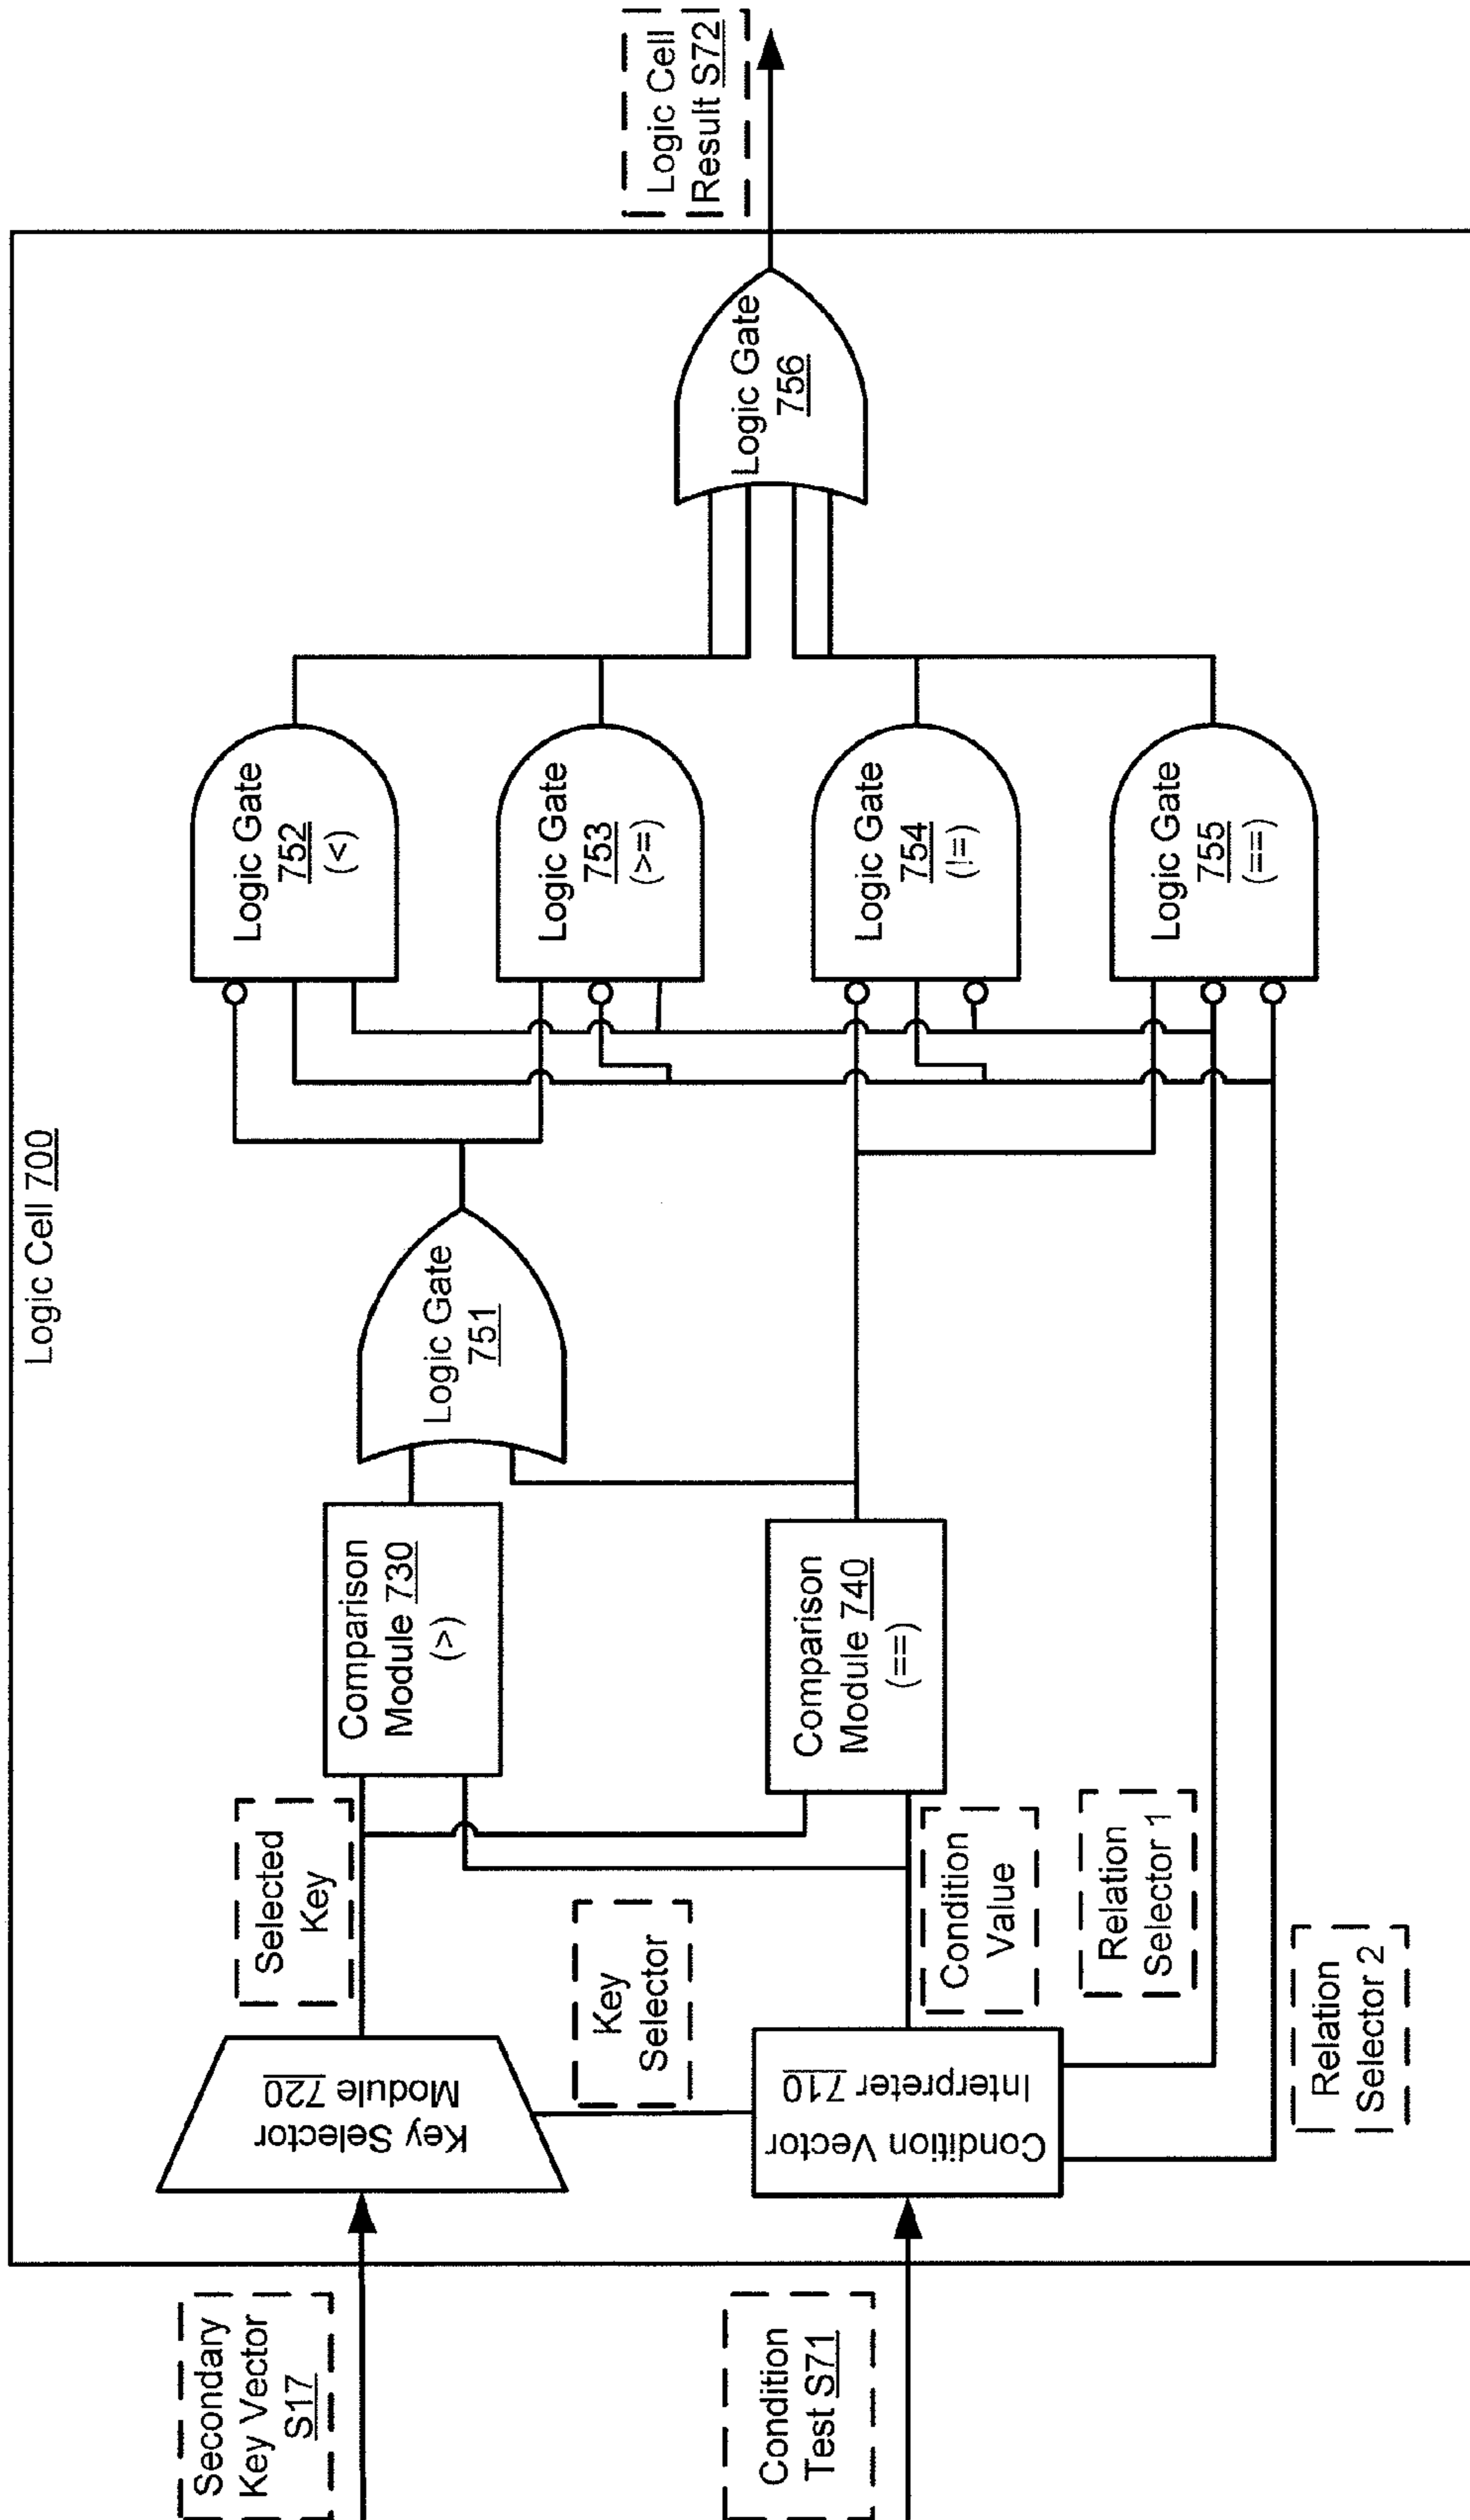 Logic Cell 700
Secondary
Key Vector
S17
Condition
Test S71
Key Selector
Module 720
Condition Vector
Interpreter 710
Selected
Key
Key
Selector
Condition
Value
Relation
Selector 1
Relation
Selector 2
Comparison
Module 730
(>)
Comparison
Module 740
(==)
Logic Gate
751
Logic Gate
752
(<)
Logic Gate
753
(>=)
Logic Gate
754
(!=)
Logic Gate
755
(==)
Logic Gate
756
Logic Cell
Result S72